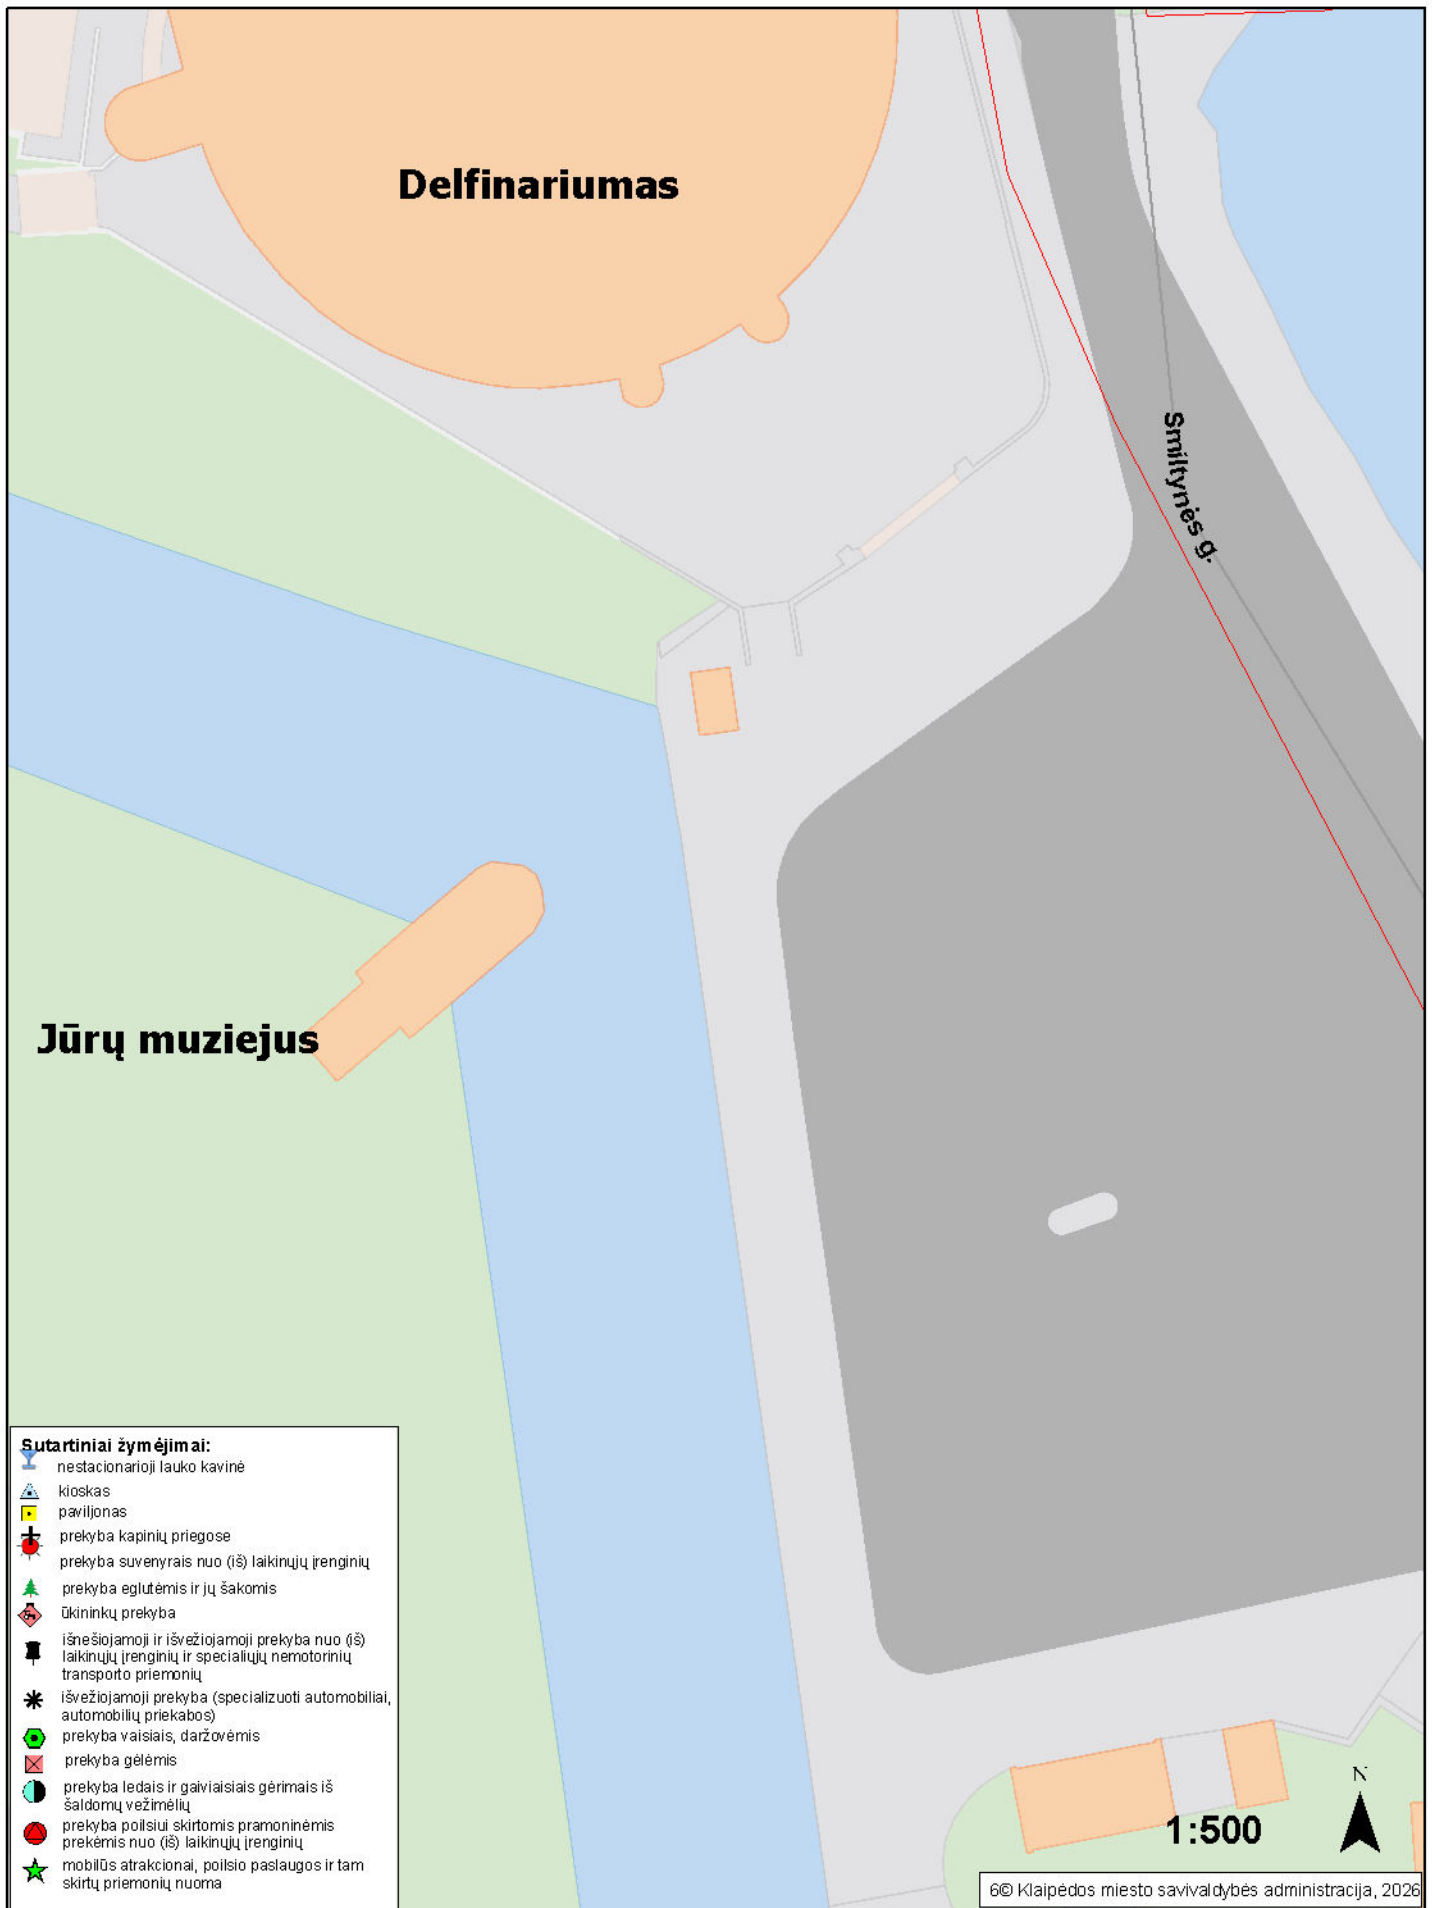 Delfinariumas
Smiltynės g.
Jūrų muziejus
Sutartiniai žymėjimai:
nestacionarioji lauko kavinė
kioskas
paviljonas
prekyba kapinių priegose
prekyba suvenyrais nuo (iš) laikinųjų įrenginių
prekyba eglutėmis ir jų šakomis
ūkininkų prekyba
išnešiojamoji ir išvežiojamoji prekyba nuo (iš)
laikinųjų įrenginių ir specialiųjų nemotorinių
transporto priemonių
išvežiojamoji prekyba (specializuoti automobiliai,
automobilių priekabos)
prekyba vaisiais, daržovėmis
prekyba gėlėmis
prekyba ledais ir gaiviaisiais gėrimais iš
šaldomų vežimėlių
prekyba poilsiui skirtomis pramoninėmis
prekėmis nuo (iš) laikinųjų įrenginių
mobilūs atrakcionai, poilsio paslaugos ir tam
skirtų priemonių nuoma
N
1:500
6© Klaipėdos miesto savivaldybės administracija, 2026